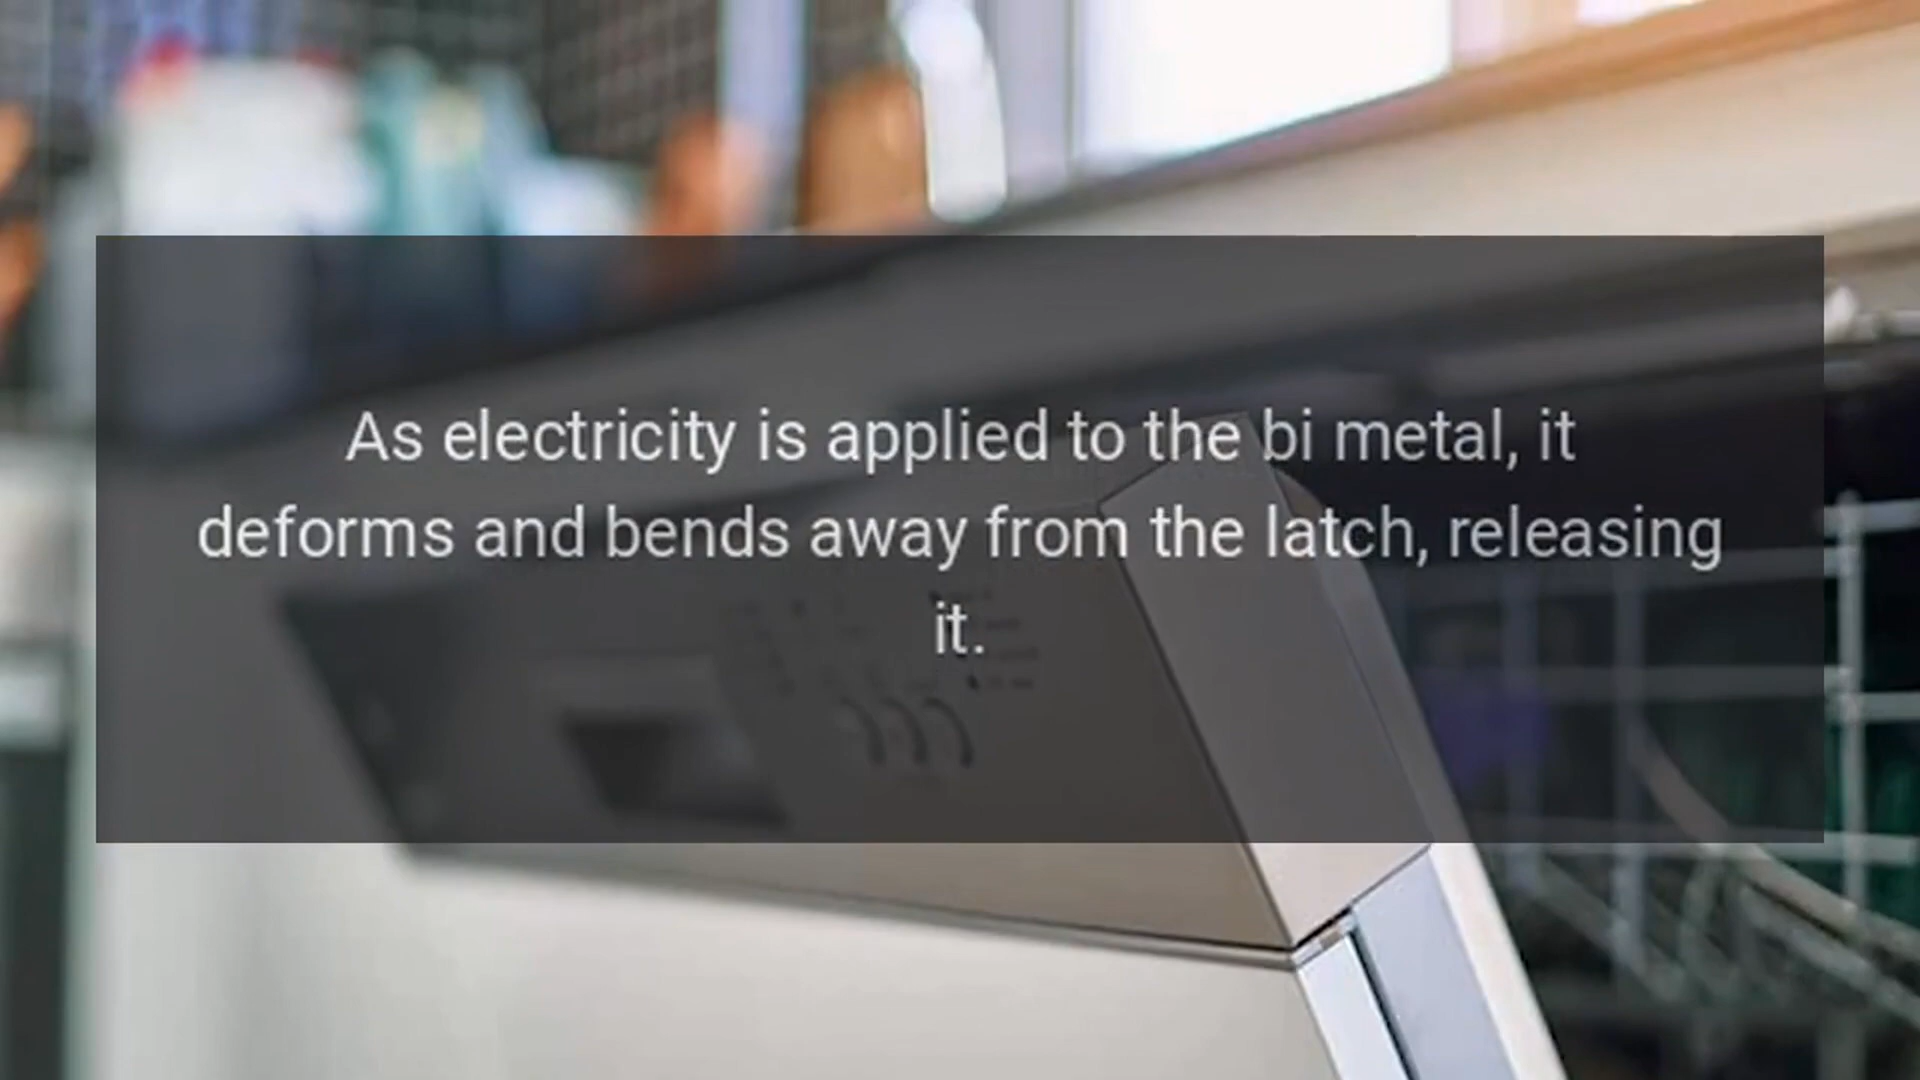 As electricity is applied to the bi metal, it
deforms and bends away from the latch, releasing
it.